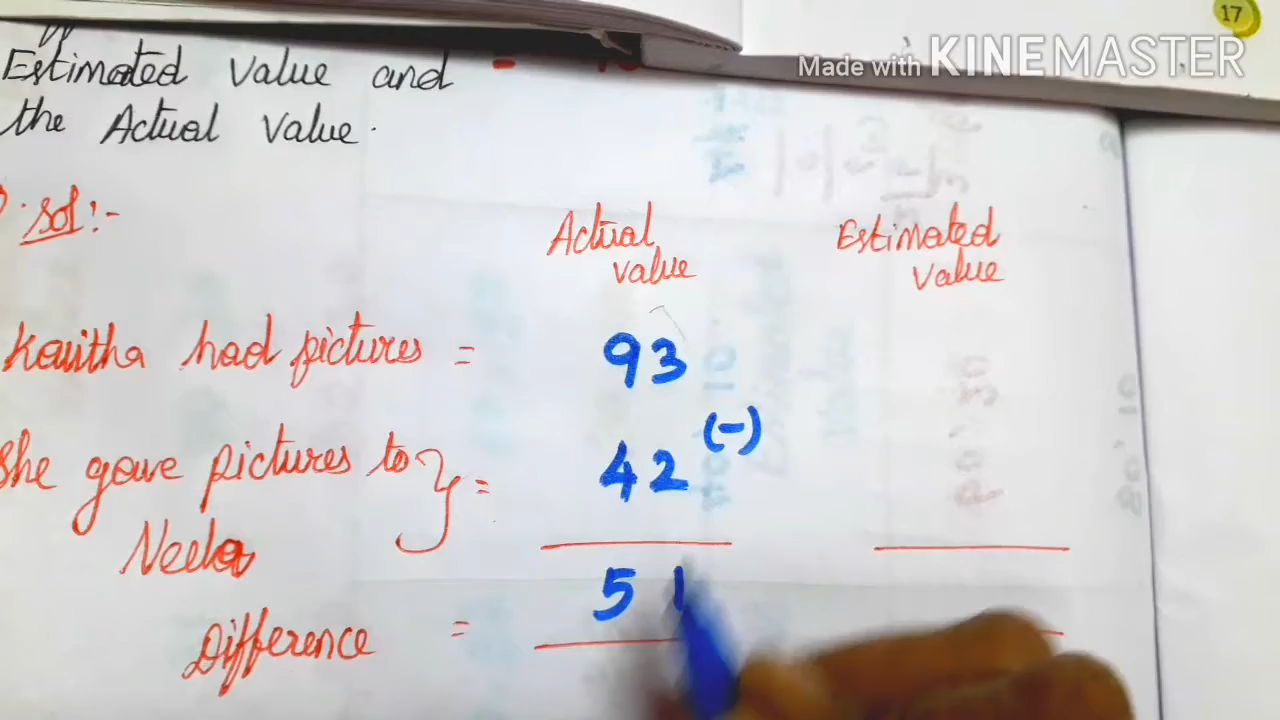 17
Made with KINEMASTER
Estimated Value and
the Actual Value.
Sol:-
Actual value
Estimated value
Kavitha had pictures = 93
(-)
She gave pictures to } = 42
Neela
Difference = 51